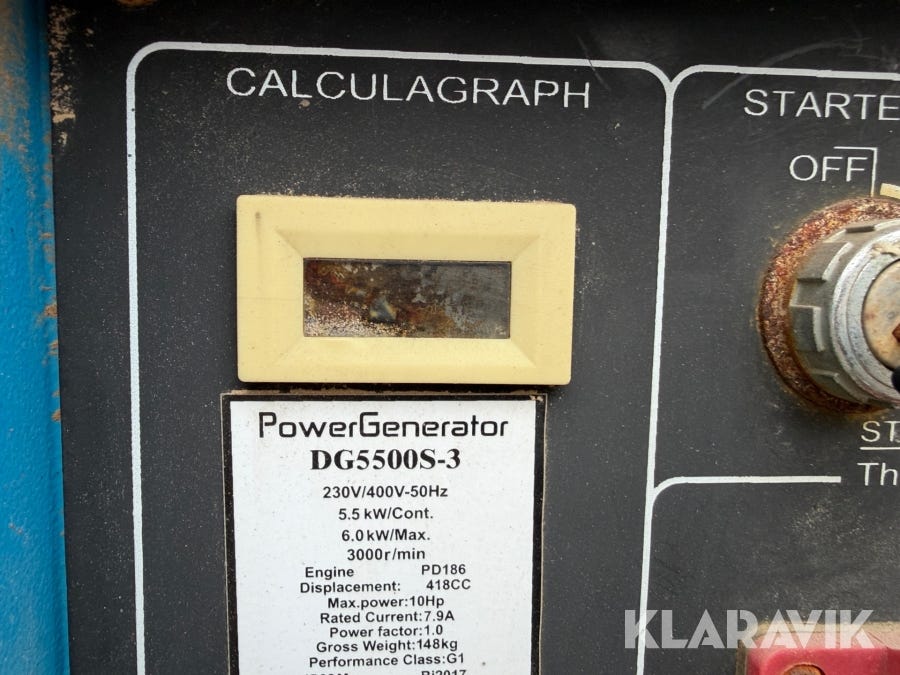 CALCULAGRAPH
STARTE
OFF
ST
Th
PowerGenerator
DG5500S-3
230V/400V-50Hz
5.5 kW/Cont.
6.0 kW/Max.
3000r/min
Engine PD186
Displacement: 418CC
Max.power:10Hp
Rated Current:7.9A
Power factor:1.0
Gross Weight:148kg
Performance Class:G1
KLARAVIK
KLARAVIK